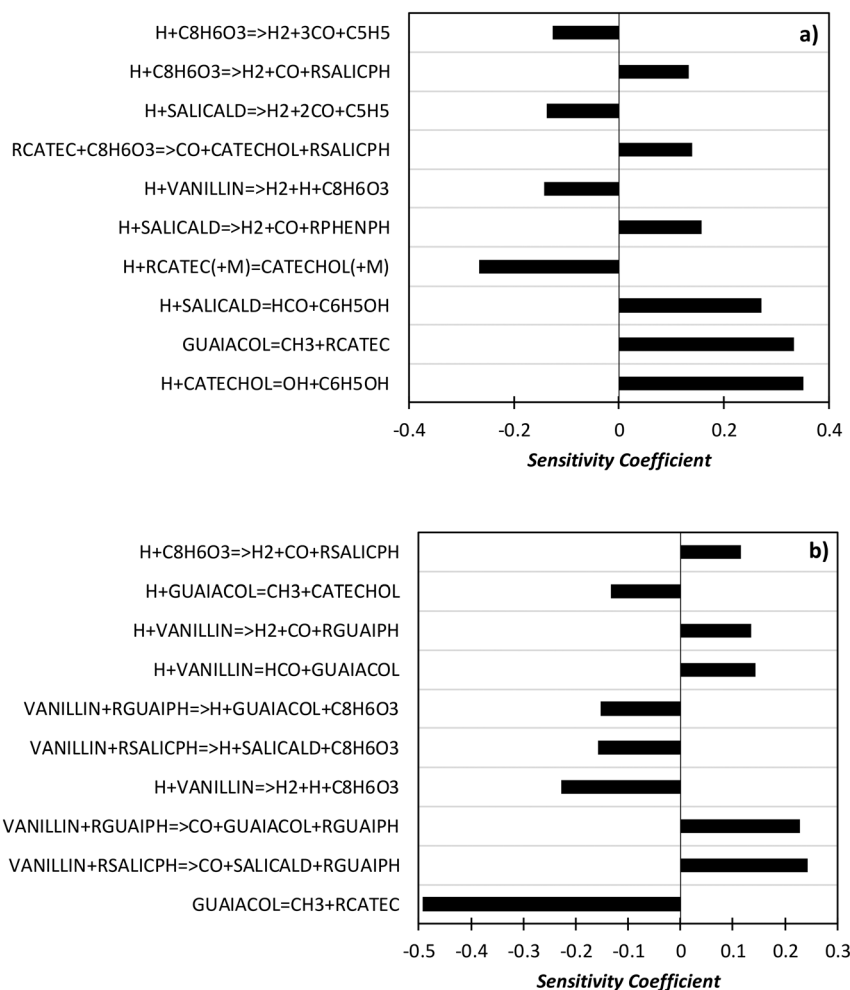 a)
H+C8H6O3=>H2+3CO+C5H5
H+C8H6O3=>H2+CO+RSALICPH
H+SALICALD=>H2+2CO+C5H5
RCATEC+C8H6O3=>CO+CATECHOL+RSALICPH
H+VANILLIN=>H2+H+C8H6O3
H+SALICALD=>H2+CO+RPHENPH
H+RCATEC(+M)=CATECHOL(+M)
H+SALICALD=HCO+C6H5OH
GUAIACOL=CH3+RCATEC
H+CATECHOL=OH+C6H5OH
-0.4 -0.2 0 0.2 0.4
Sensitivity Coefficient
b)
H+C8H6O3=>H2+CO+RSALICPH
H+GUAIACOL=CH3+CATECHOL
H+VANILLIN=>H2+CO+RGUAIPH
H+VANILLIN=HCO+GUAIACOL
VANILLIN+RGUAIPH=>H+GUAIACOL+C8H6O3
VANILLIN+RSALICPH=>H+SALICALD+C8H6O3
H+VANILLIN=>H2+H+C8H6O3
VANILLIN+RGUAIPH=>CO+GUAIACOL+RGUAIPH
VANILLIN+RSALICPH=>CO+SALICALD+RGUAIPH
GUAIACOL=CH3+RCATEC
-0.5 -0.4 -0.3 -0.2 -0.1 0 0.1 0.2 0.3
Sensitivity Coefficient